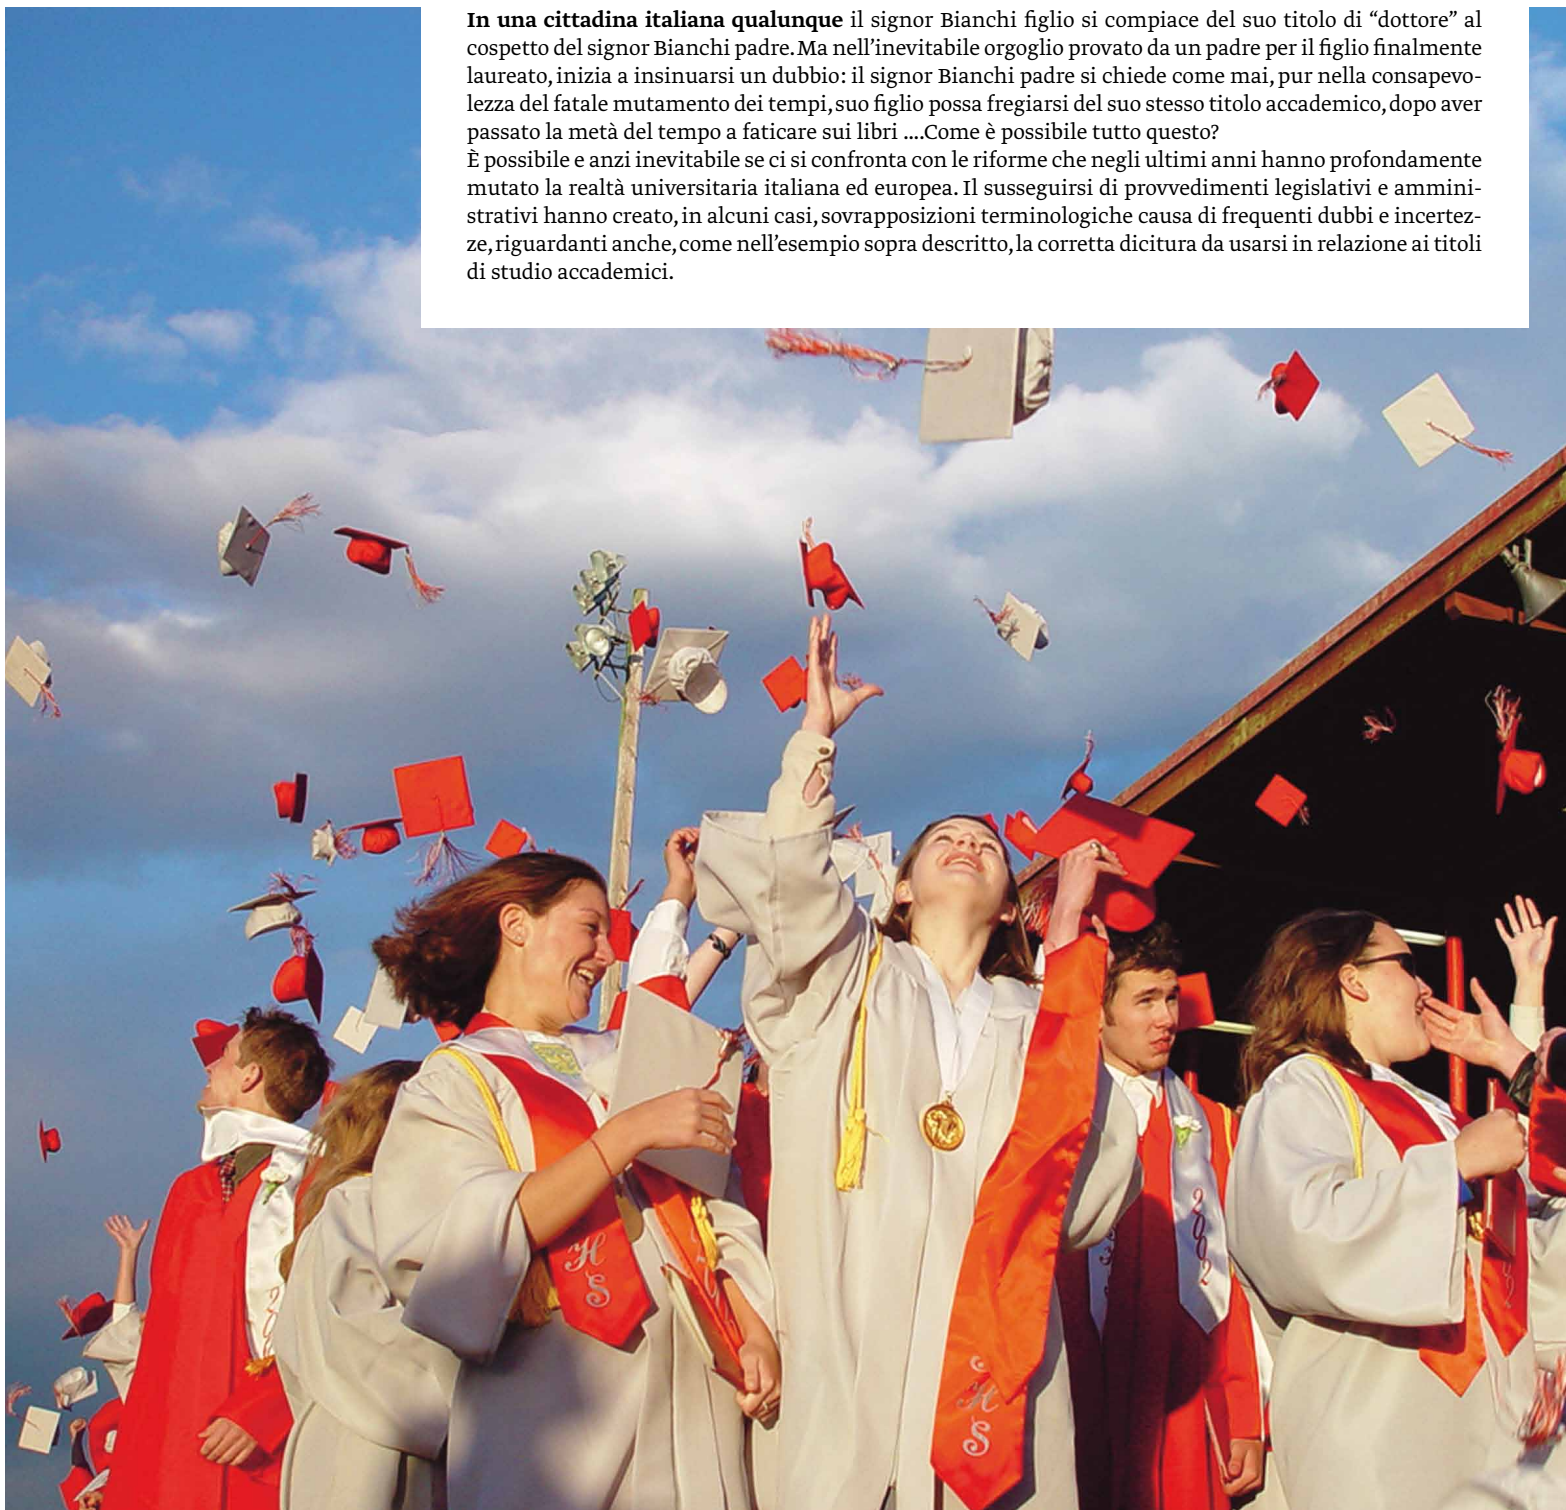 In una cittadina italiana qualunque il signor Bianchi figlio si compiace del suo titolo di “dottore” al
cospetto del signor Bianchi padre. Ma nell’inevitabile orgoglio provato da un padre per il figlio finalmente
laureato, inizia a insinuarsi un dubbio: il signor Bianchi padre si chiede come mai, pur nella consapevo-
lezza del fatale mutamento dei tempi, suo figlio possa fregiarsi del suo stesso titolo accademico, dopo aver
passato la metà del tempo a faticare sui libri ....Come è possibile tutto questo?
È possibile e anzi inevitabile se ci si confronta con le riforme che negli ultimi anni hanno profondamente
mutato la realtà universitaria italiana ed europea. Il susseguirsi di provvedimenti legislativi e ammini-
strativi hanno creato, in alcuni casi, sovrapposizioni terminologiche causa di frequenti dubbi e incertez-
ze, riguardanti anche, come nell’esempio sopra descritto, la corretta dicitura da usarsi in relazione ai titoli
di studio accademici.
HS
HS
2002